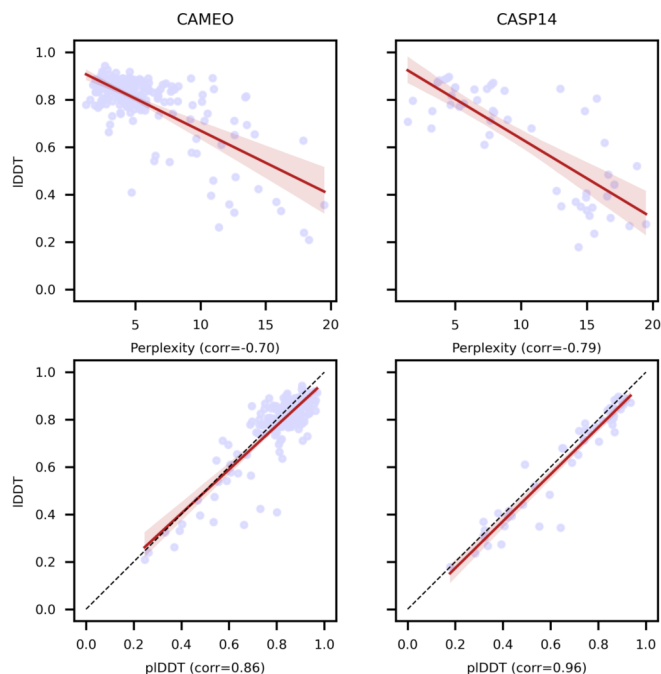 CAMEO
CASP14
1.0
0.8
0.6
0.4
0.2
0.0
lDDT
5 10 15 20
5 10 15 20
Perplexity (corr=-0.70)
Perplexity (corr=-0.79)
1.0
0.8
0.6
0.4
0.2
0.0
lDDT
0.0 0.2 0.4 0.6 0.8 1.0
0.0 0.2 0.4 0.6 0.8 1.0
plDDT (corr=0.86)
plDDT (corr=0.96)